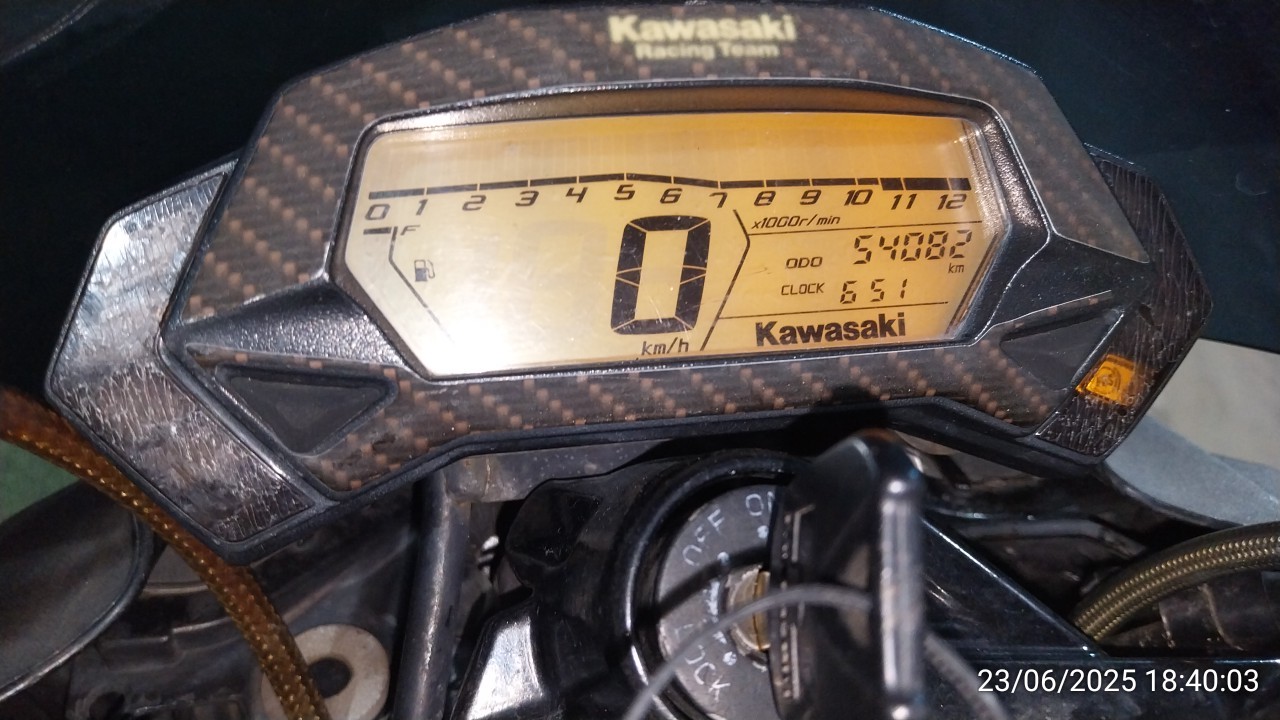 Kawasaki
Racing Team
0 1 2 3 4 5 6 7 8 9 10 11 12
x1000r/min
F
0
km/h
ODO 54082
km
CLOCK 6 51
Kawasaki
ON
OFF
LOCK
23/06/2025 18:40:03